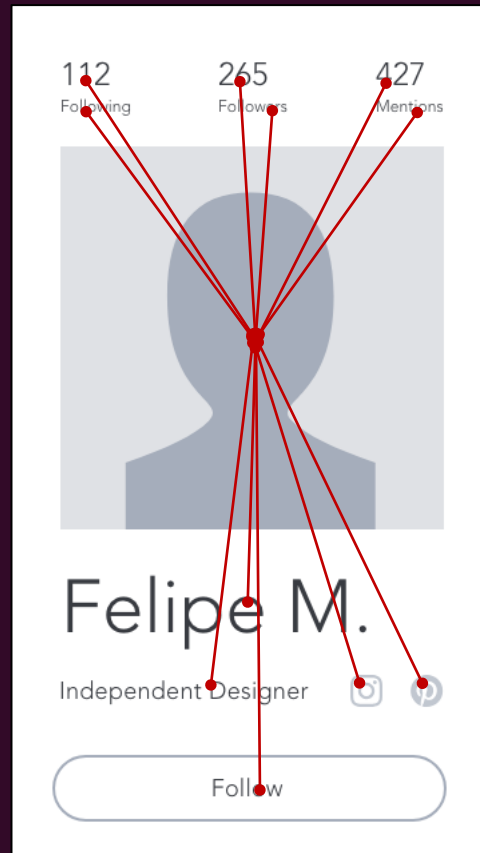 112 265 427
Following Followers Mentions
Felipe M.
Independent Designer
Follow